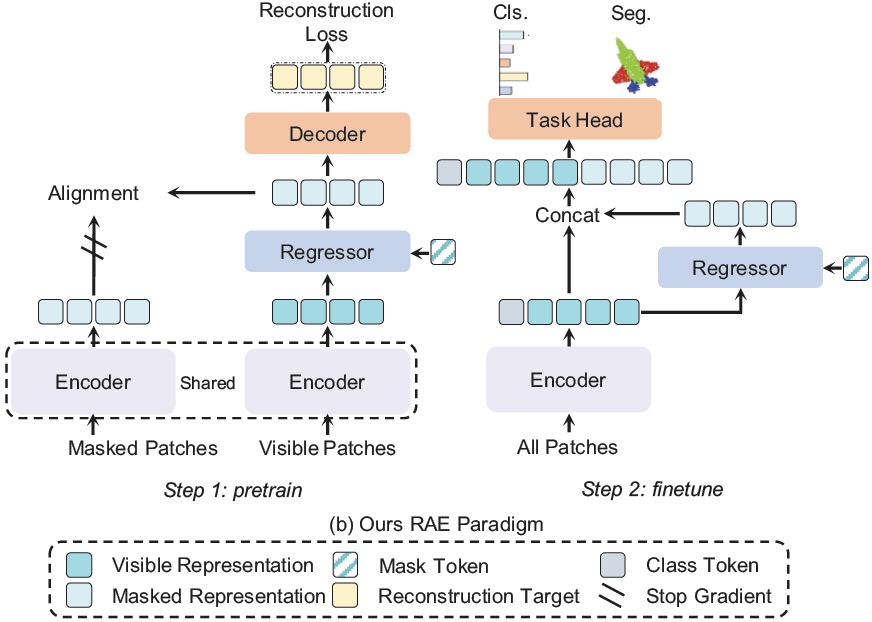 Reconstruction
Loss
Cls.
Seg.
Decoder
Task Head
Alignment
Concat
Regressor
Regressor
Encoder
Shared
Encoder
Encoder
Masked Patches
Visible Patches
All Patches
Step 1: pretrain
Step 2: finetune
(b) Ours RAE Paradigm
Visible Representation
Mask Token
Class Token
Masked Representation
Reconstruction Target
Stop Gradient